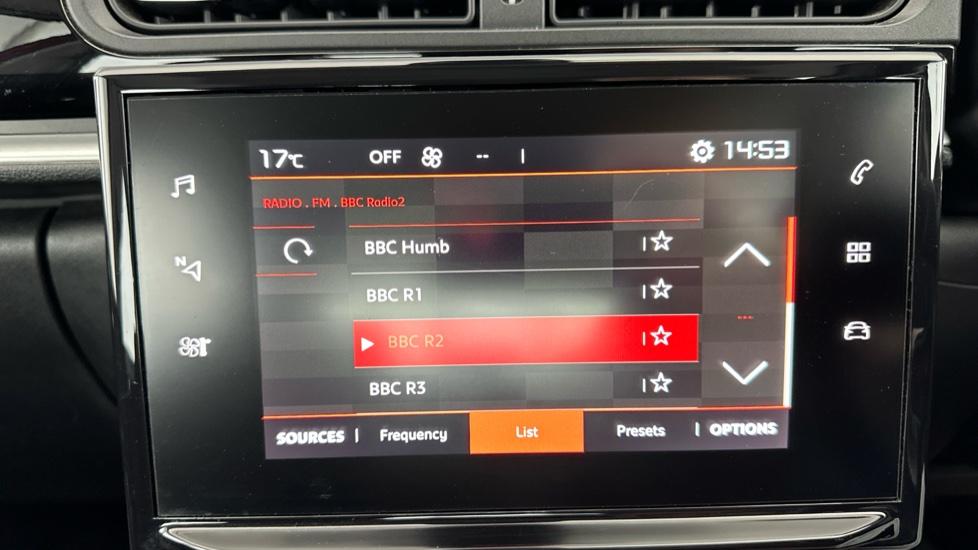 17°C OFF -- 14:53
RADIO . FM . BBC Radio2
BBC Humb
BBC R1
BBC R2
BBC R3
SOURCES Frequency List Presets OPTIONS
N